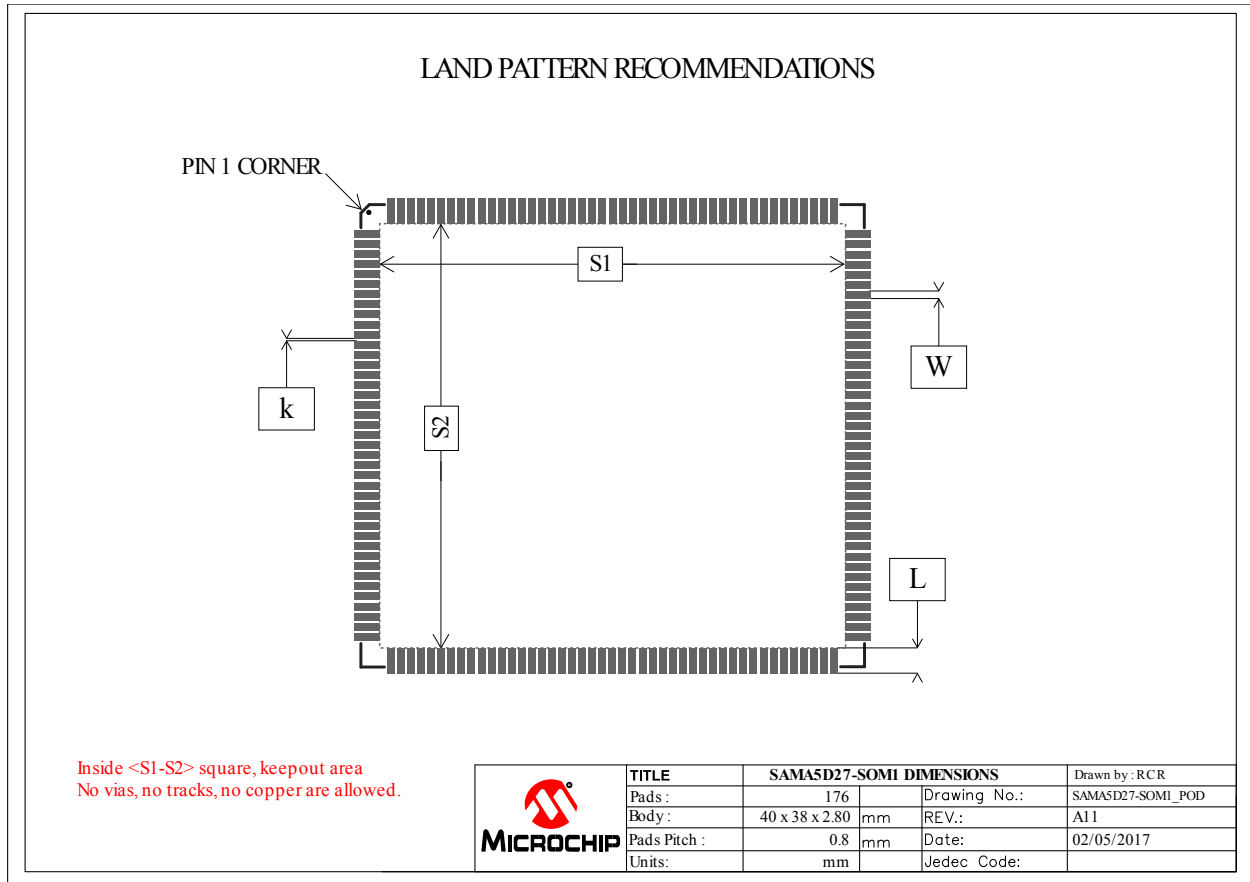 LAND PATTERN RECOMMENDATIONS
PIN 1 CORNER
S1
W
k
S2
L
Inside <S1-S2> square, keepout area
No vias, no tracks, no copper are allowed.
MICROCHIP
TITLE SAMA5D27-SOM1 DIMENSIONS Drawn by : RCR
Pads : 176 Drawing No.: SAMA5D27-SOM1_POD
Body : 40 x 38 x 2.80 mm REV.: A11
Pads Pitch : 0.8 mm Date: 02/05/2017
Units: mm Jedec Code: